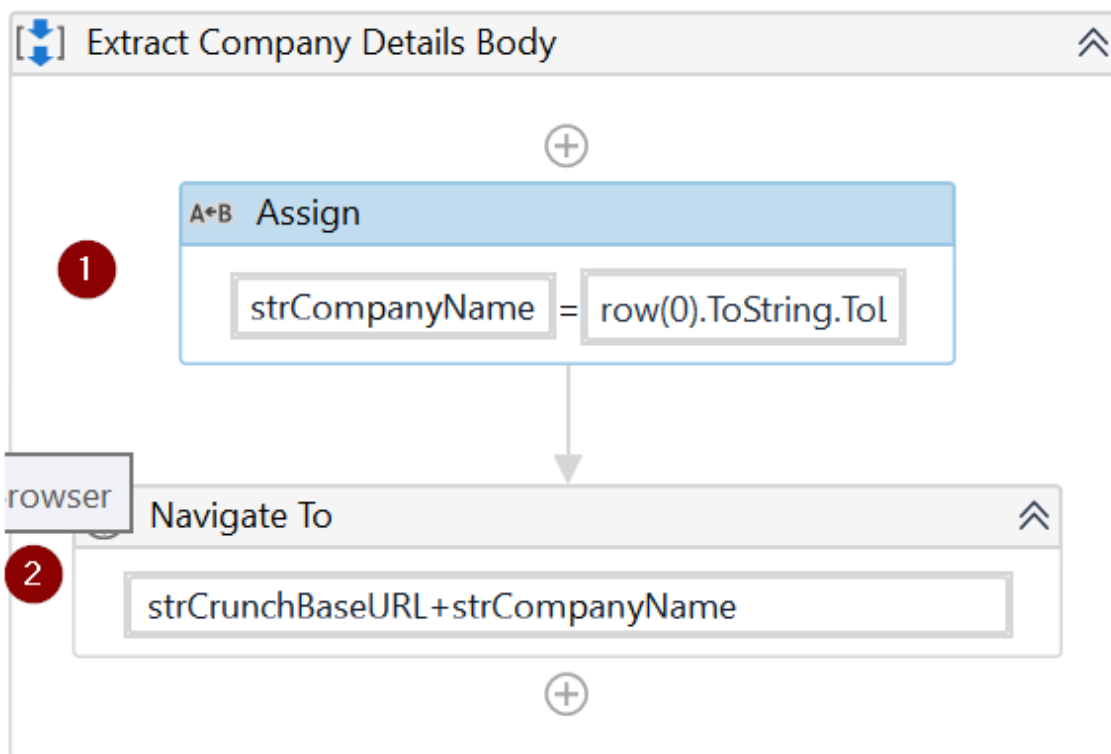 Extract Company Details Body
A←B Assign
1
strCompanyName = row(0).ToString.ToL
rowser
Navigate To
2
strCrunchBaseURL+strCompanyName